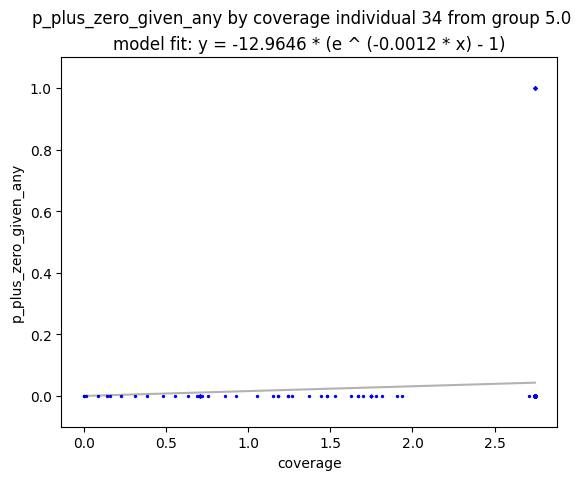 p_plus_zero_given_any by coverage individual 34 from group 5.0
model fit: y = -12.9646 * (e ^ (-0.0012 * x) - 1)
1.0
0.8
0.6
0.4
0.2
0.0
p_plus_zero_given_any
0.0 0.5 1.0 1.5 2.0 2.5
coverage